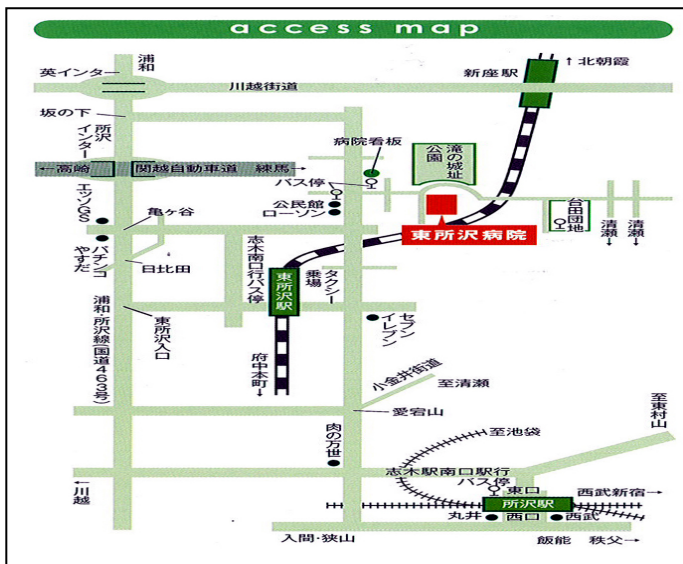 access map
浦和
英インター
川越街道
新座駅
↑北朝霞
坂の下
所沢インター
病院看板
滝の城址公園
←高崎
関越自動車道
練馬→
バス停
エッソGS
公民館
ローソン
亀ヶ谷
台田団地
清瀬→
清瀬→
東所沢病院
パチンコやすだ
日比田
志木南口行バス停
東所沢駅
タクシー乗場
東所沢入口
セブンイレブン
浦和所沢線(国道463号)
府中本町→
小金井街道
至清瀬
愛宕山
至東村山
肉の万世
至池袋
志木駅南口駅行
バス停
東口
←川越
所沢駅
西武新宿→
丸井
西口
西武
入間・狭山
飯能
秩父→